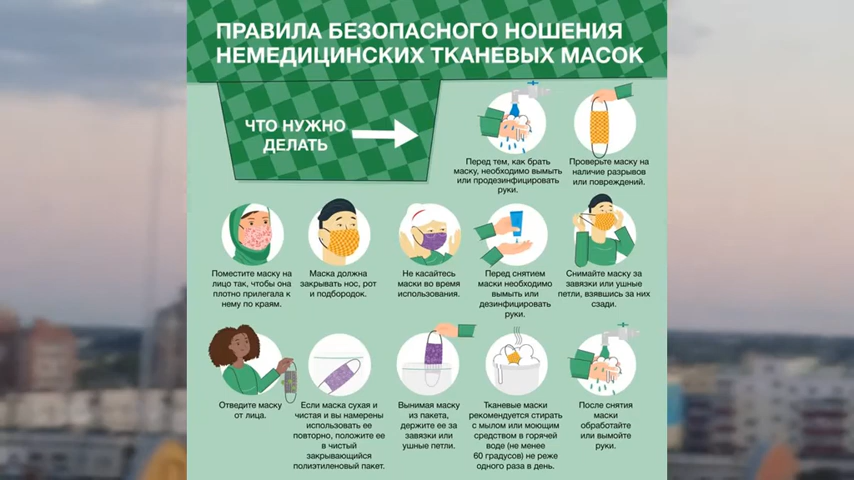 ПРАВИЛА БЕЗОПАСНОГО НОШЕНИЯ
НЕМЕДИЦИНСКИХ ТКАНЕВЫХ МАСОК
ЧТО НУЖНО
ДЕЛАТЬ
Перед тем, как брать
маску, необходимо вымыть
или продезинфицировать
руки.
Проверьте маску на
наличие разрывов
или повреждений.
Поместите маску на
лицо так, чтобы она
плотно прилегала к
нему по краям.
Маска должна
закрывать нос, рот
и подбородок.
Не касайтесь
маски во время
использования.
Перед снятием
маски необходимо
вымыть или
дезинфицировать
руки.
Снимайте маску за
завязки или ушные
петли, взявшись за них
сзади.
Отведите маску
от лица.
Если маска сухая и
чистая и вы намерены
использовать ее
повторно, положите ее
в чистый
закрывающийся
полиэтиленовый пакет.
Вынимая маску
из пакета,
держите ее за
завязки или
ушные петли.
Тканевые маски
рекомендуется стирать
с мылом или моющим
средством в горячей
воде (не менее
60 градусов) не реже
одного раза в день.
После снятия
маски
обработайте
или вымойте
руки.